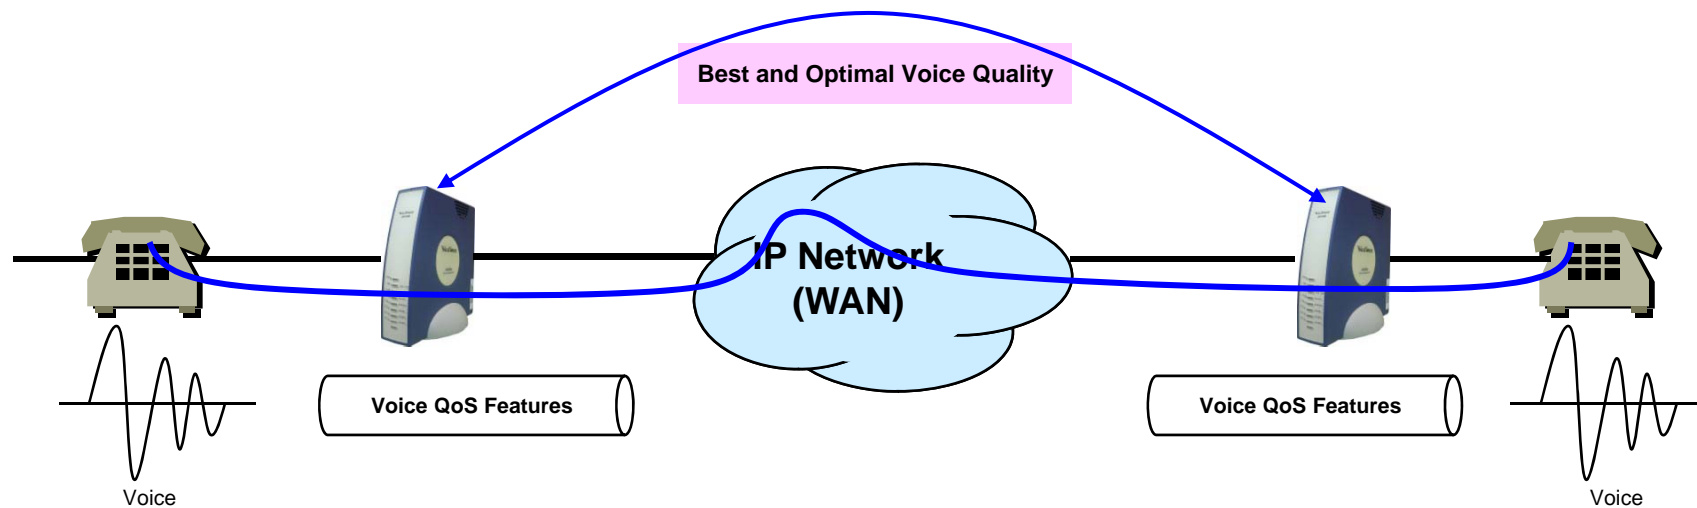 Best and Optimal Voice Quality
IP Network
(WAN)
Voice QoS Features
Voice QoS Features
Voice
Voice